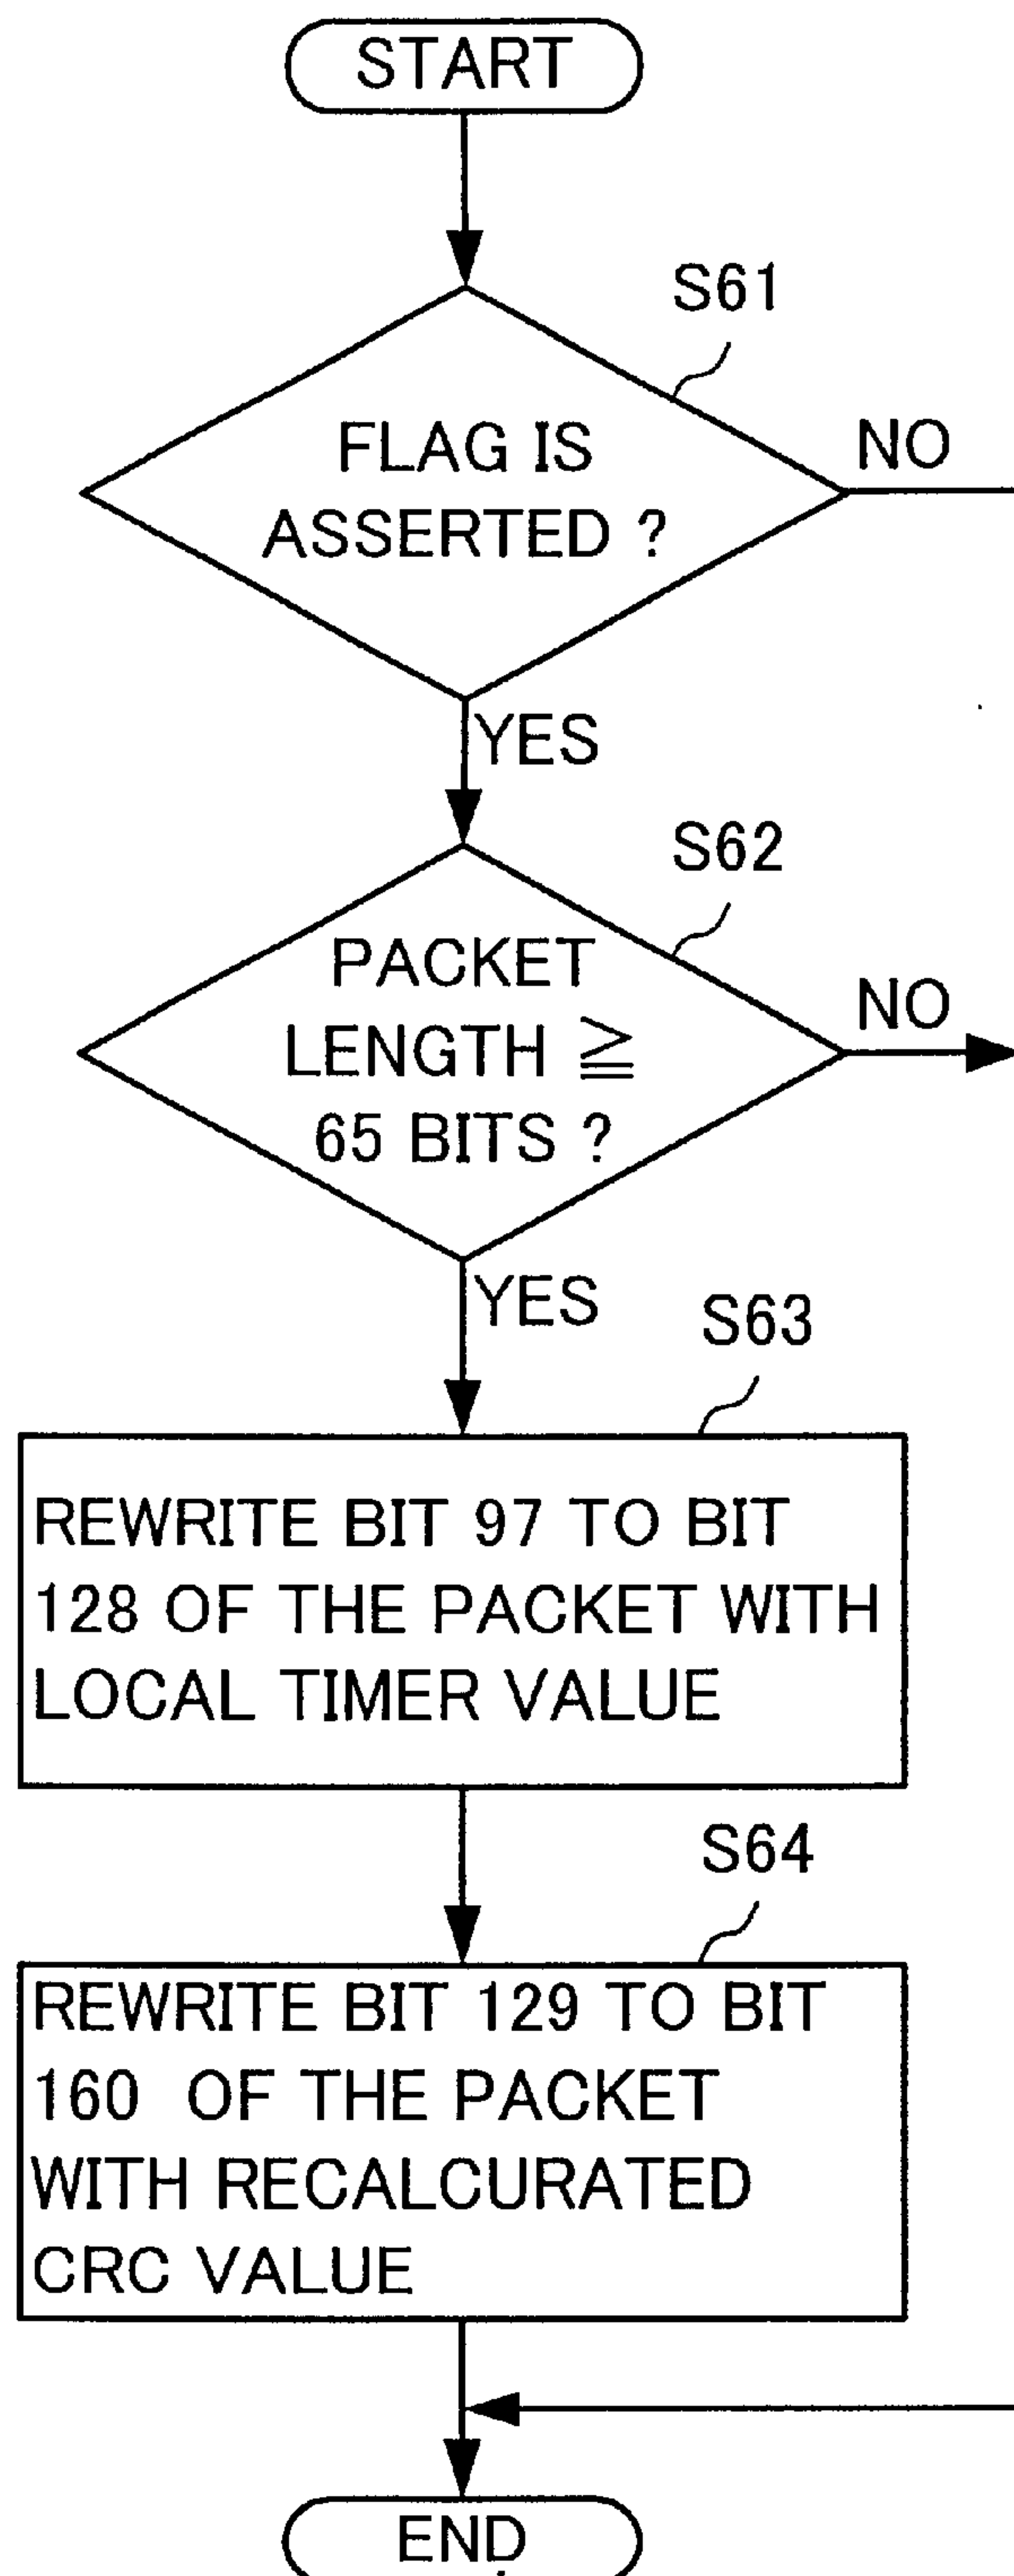 START
S61
FLAG IS
ASSERTED ?
NO
YES
S62
PACKET
LENGTH ≧
65 BITS ?
NO
YES
S63
REWRITE BIT 97 TO BIT
128 OF THE PACKET WITH
LOCAL TIMER VALUE
S64
REWRITE BIT 129 TO BIT
160 OF THE PACKET
WITH RECALCURATED
CRC VALUE
END